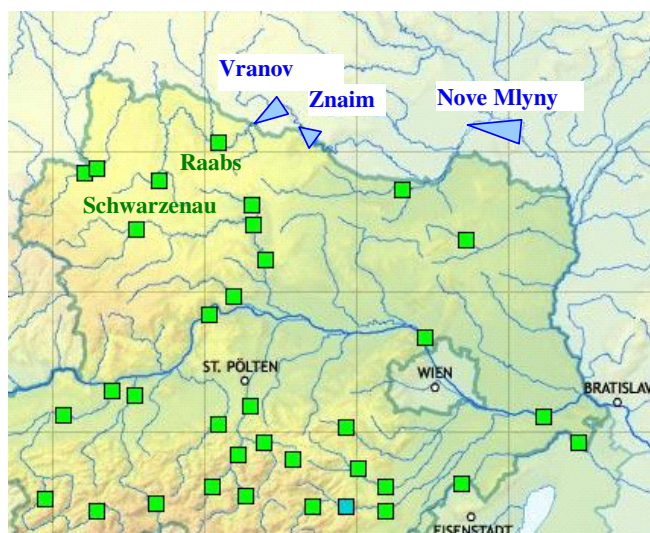 Vranov
Znaim
Nove Mlyny
Raabs
Schwarzenau
ST. PÖLTEN
WIEN
BRATISLAV
EISENSTADT